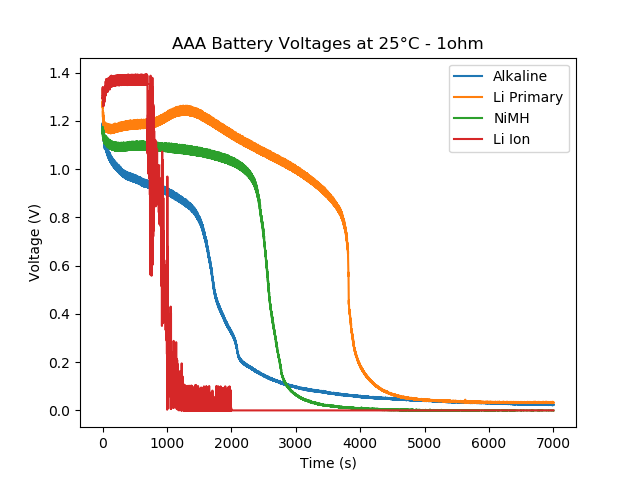 AAA Battery Voltages at 25°C - 1ohm
Alkaline
Li Primary
NiMH
Li Ion
Voltage (V)
1.4
1.2
1.0
0.8
0.6
0.4
0.2
0.0
0 1000 2000 3000 4000 5000 6000 7000
Time (s)